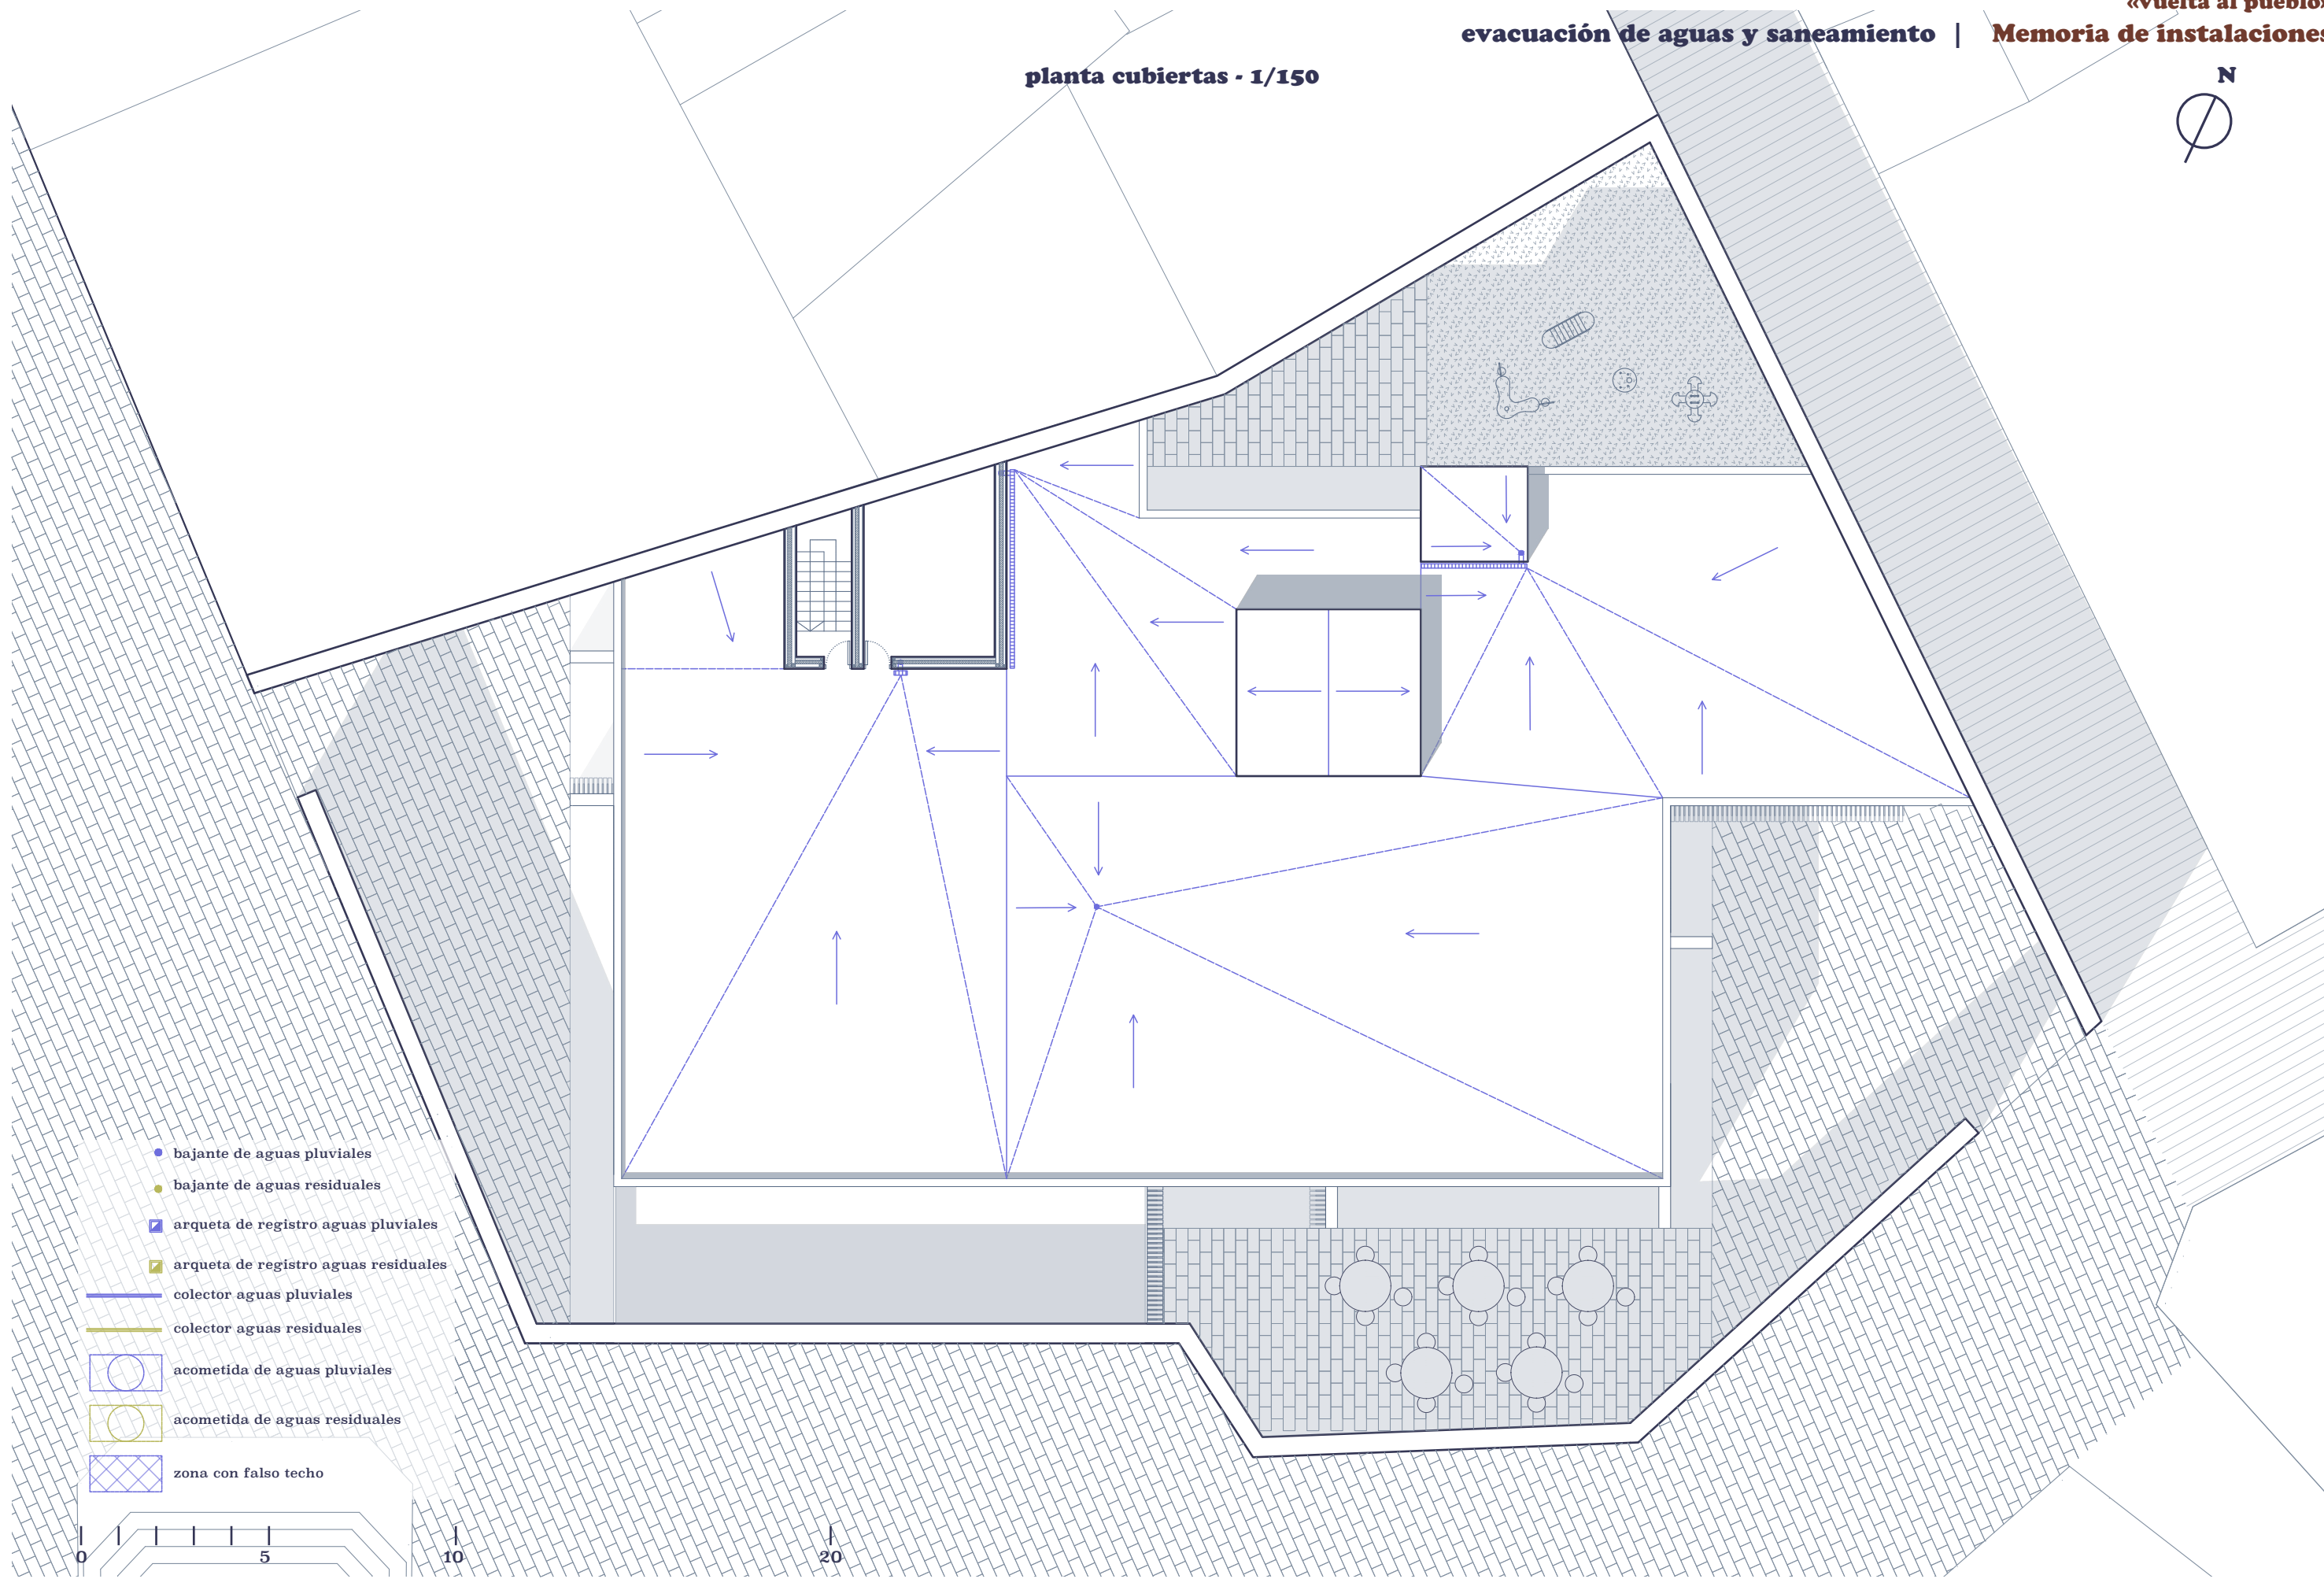 «vuelta al pueblo»
evacuación de aguas y saneamiento | Memoria de instalaciones
planta cubiertas - 1/150
N
bajante de aguas pluviales
bajante de aguas residuales
arqueta de registro aguas pluviales
arqueta de registro aguas residuales
colector aguas pluviales
colector aguas residuales
acometida de aguas pluviales
acometida de aguas residuales
zona con falso techo
0 5 10 20